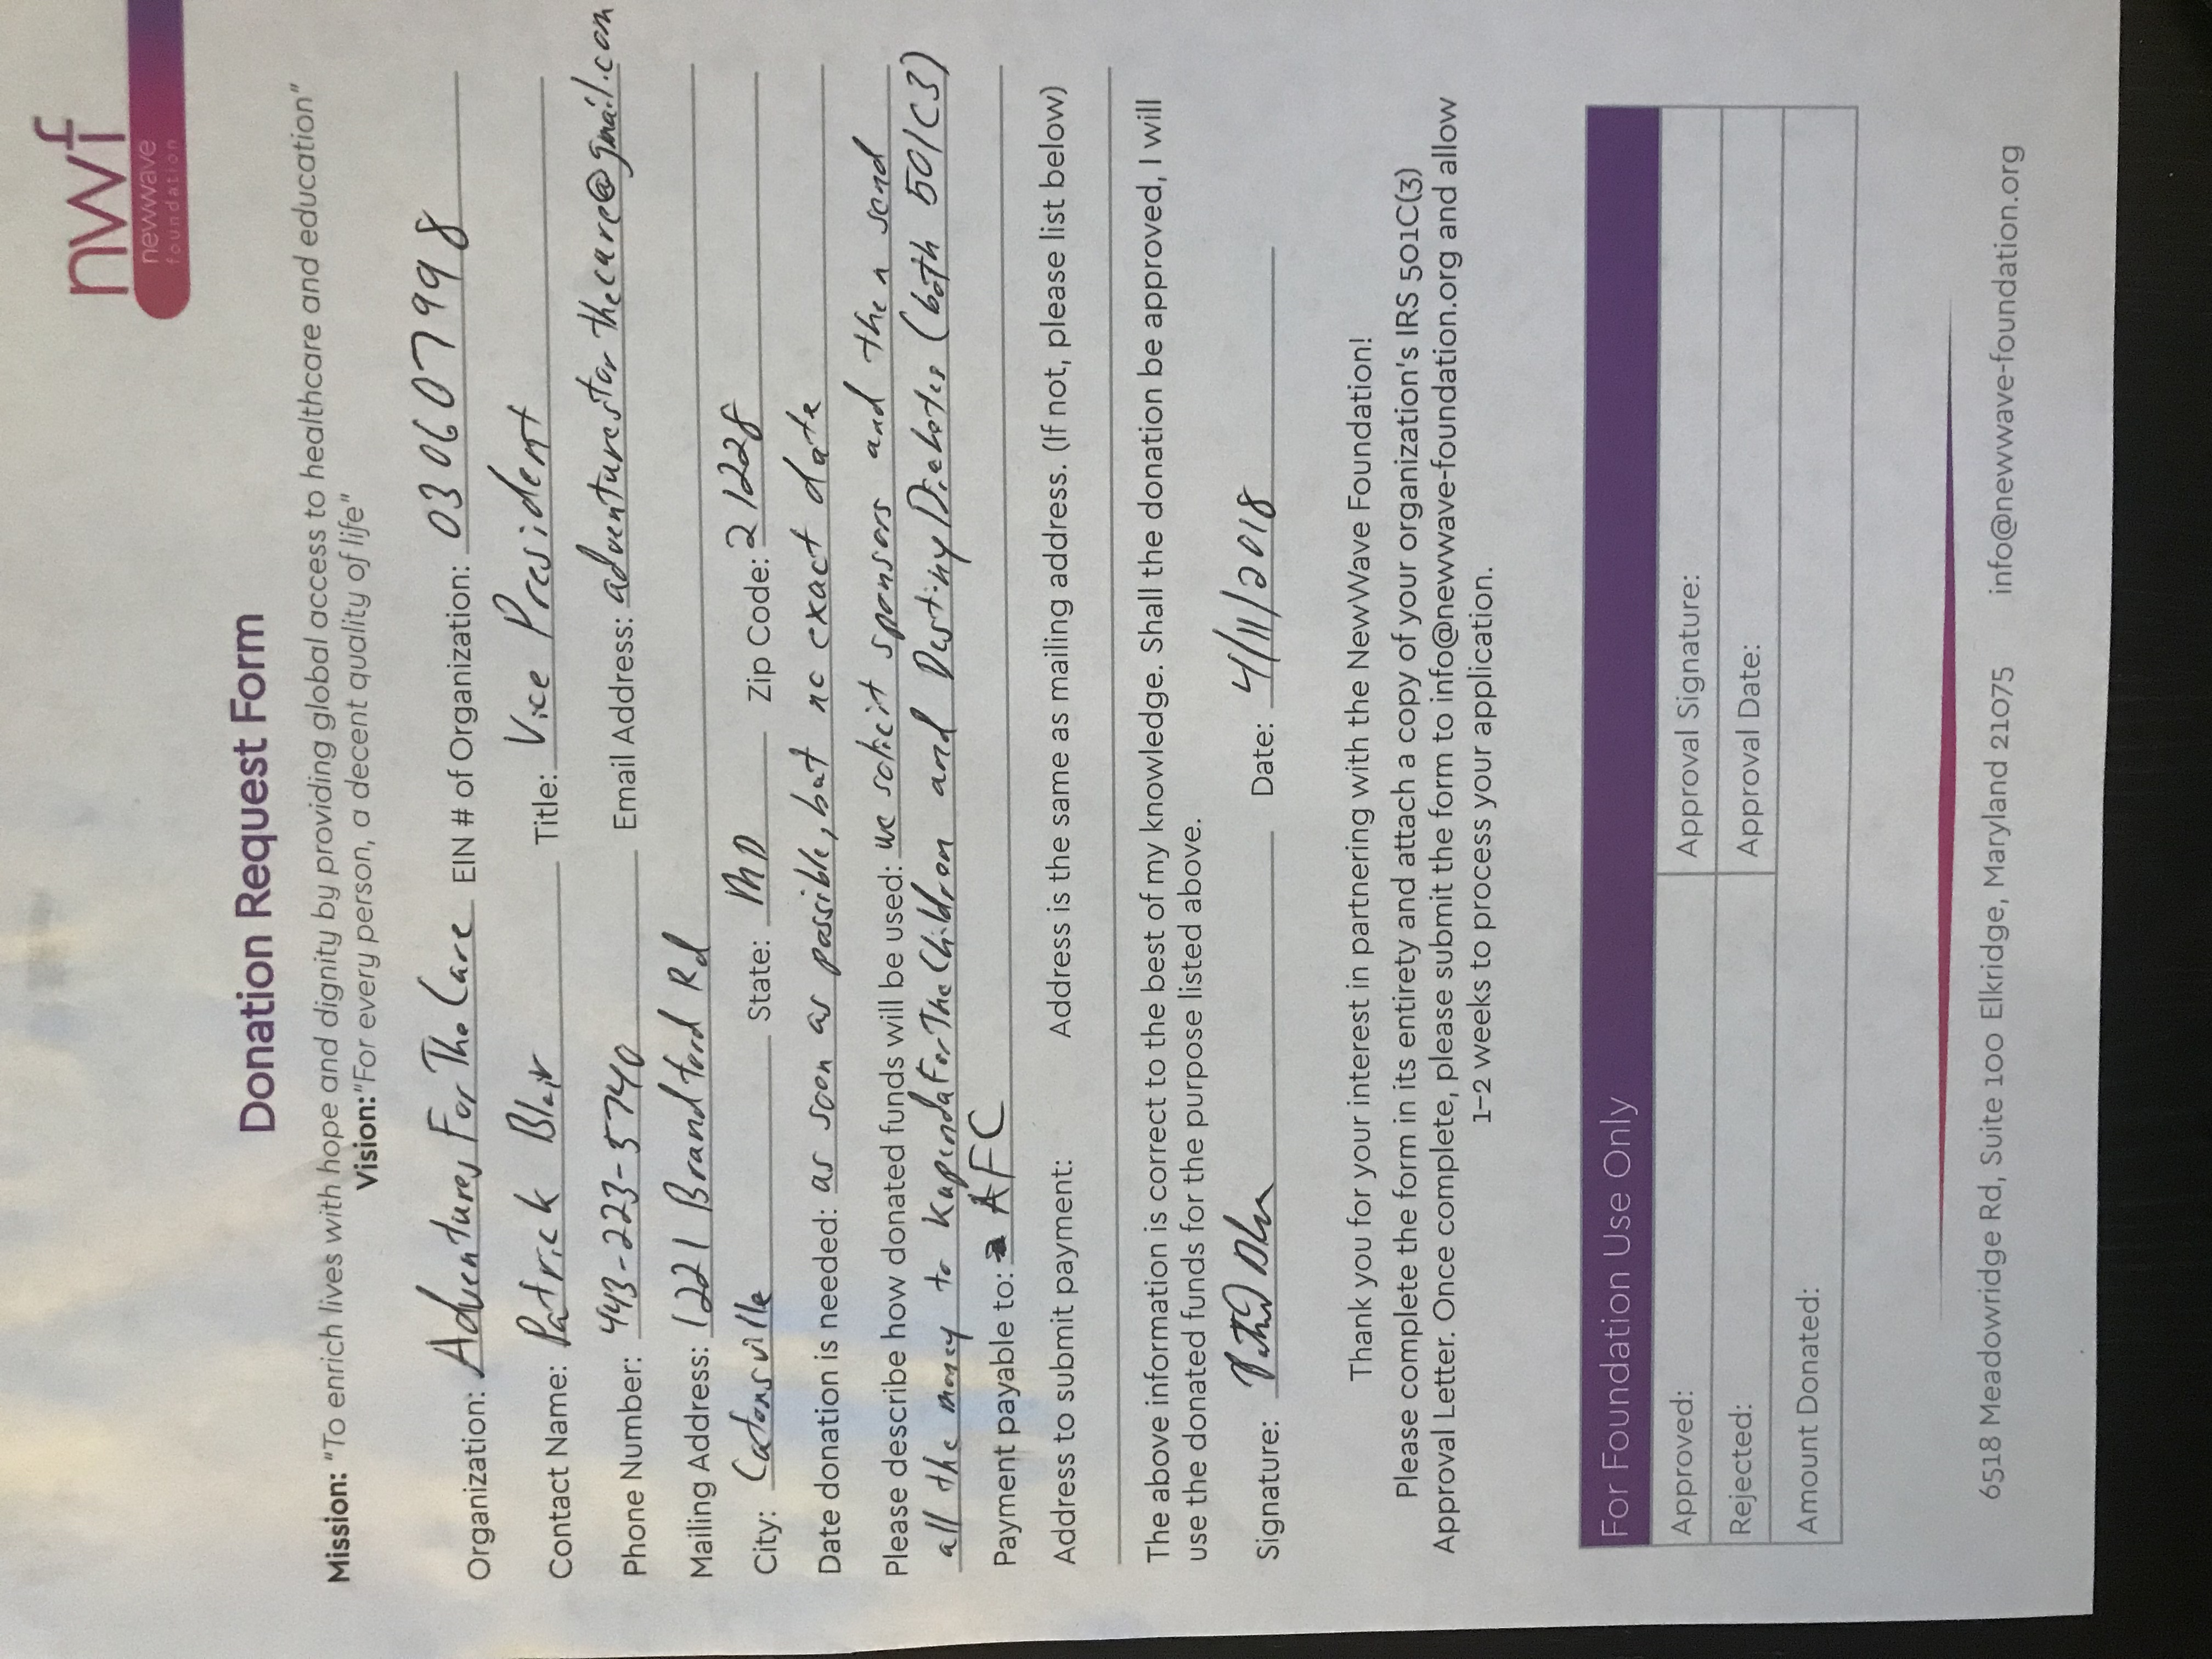 nwf
newwave
foundation
Donation Request Form
Mission: "To enrich lives with hope and dignity by providing global access to healthcare and education"
Vision:"For every person, a decent quality of life"
Organization: Adventures For The Care EIN # of Organization: 030607998
Contact Name: Patrick Blair Title: Vice President
Phone Number: 443-223-5740 Email Address: adventuresforthecare@gmail.com
Mailing Address: 1221 Brandford Rd
City: Catonsville State: MD Zip Code: 21228
Date donation is needed: as soon as possible, but no exact date
Please describe how donated funds will be used: we solicit sponsors and then send
all the money to KapendaForTheChildren and DestinyDiabetes (both 501C3)
Payment payable to: AFC
Address to submit payment: Address is the same as mailing address. (If not, please list below)
The above information is correct to the best of my knowledge. Shall the donation be approved, I will
use the donated funds for the purpose listed above.
Signature: Date: 4/11/2018
Thank you for your interest in partnering with the NewWave Foundation!
Please complete the form in its entirety and attach a copy of your organization's IRS 501C(3)
Approval Letter. Once complete, please submit the form to info@newwave-foundation.org and allow
1-2 weeks to process your application.
For Foundation Use Only
Approved: Approval Signature:
Rejected: Approval Date:
Amount Donated:
6518 Meadowridge Rd, Suite 100 Elkridge, Maryland 21075 info@newwave-foundation.org